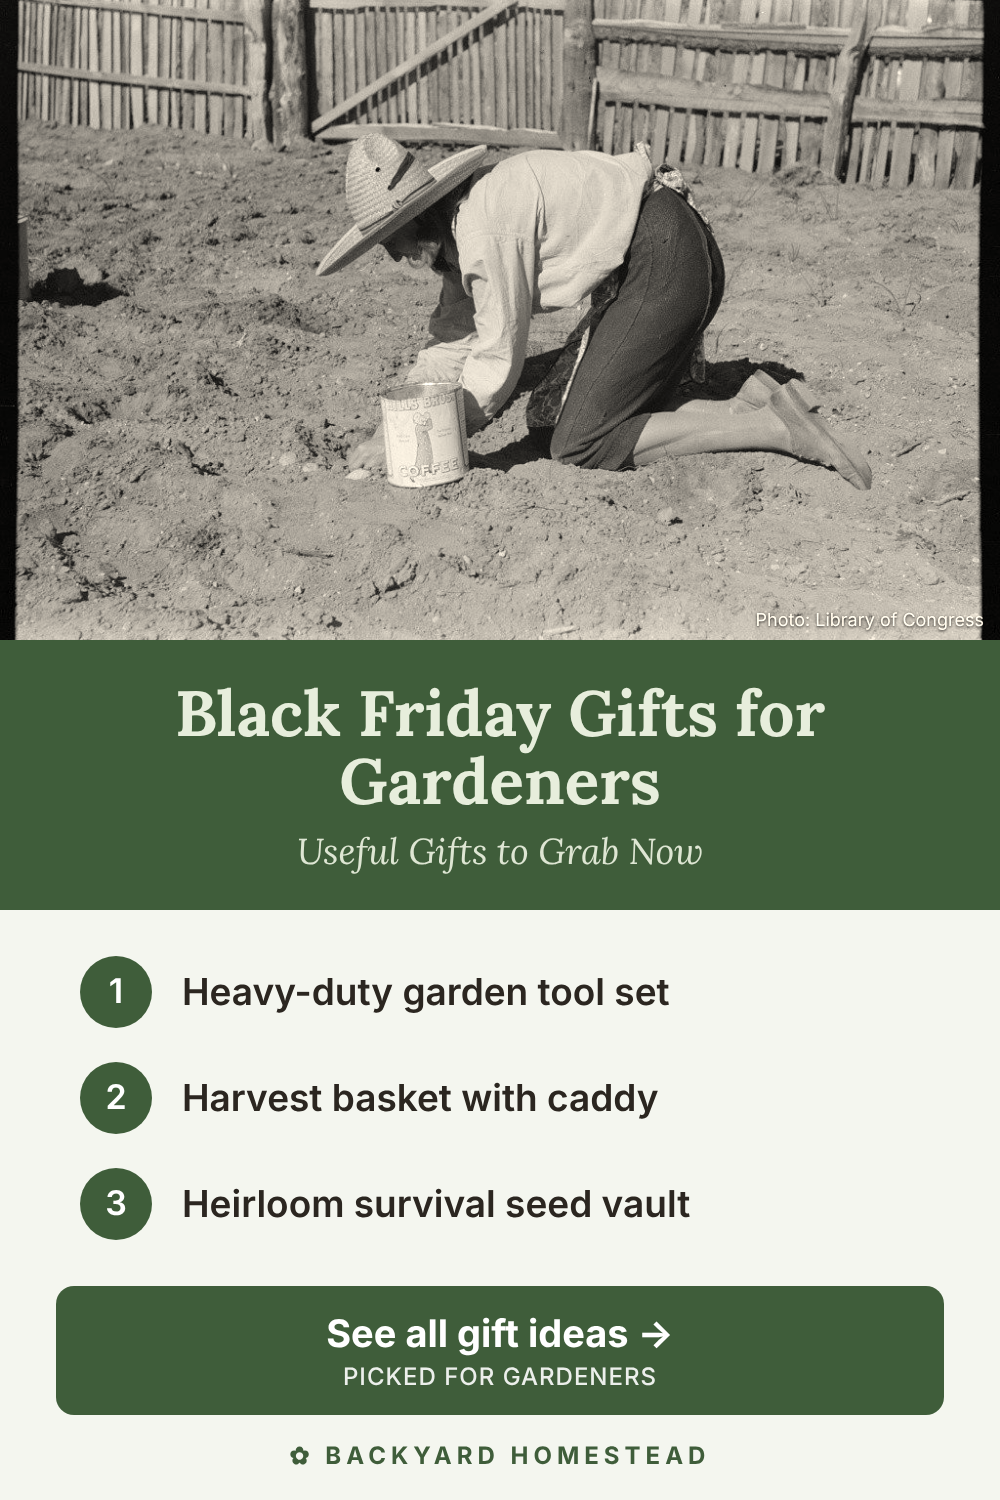 HILLS BROS
COFFEE
Photo: Library of Congress
Black Friday Gifts for
Gardeners
Useful Gifts to Grab Now
1 Heavy-duty garden tool set
2 Harvest basket with caddy
3 Heirloom survival seed vault
See all gift ideas →
PICKED FOR GARDENERS
✿ BACKYARD HOMESTEAD